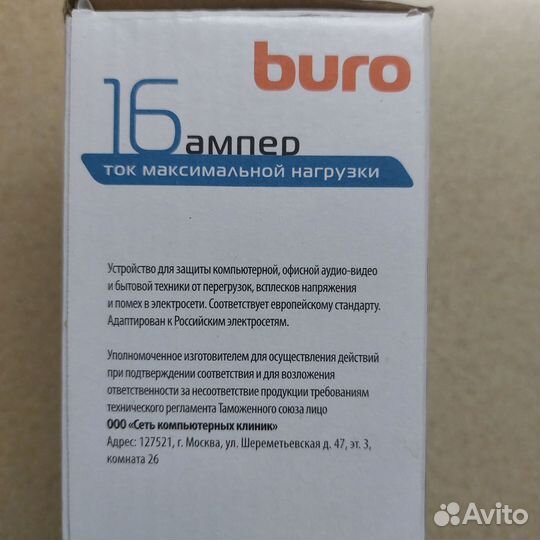 buro
16 ампер
ток максимальной нагрузки
Устройство для защиты компьютерной, офисной аудио-видео
и бытовой техники от перегрузок, всплесков напряжения
и помех в электросети. Соответствует европейскому стандарту.
Адаптирован к Российским электросетям.
Уполномоченное изготовителем для осуществления действий
при подтверждении соответствия и для возложения
ответственности за несоответствие продукции требованиям
технического регламента Таможенного союза лицо
ООО «Сеть компьютерных клиник»
Адрес: 127521, г. Москва, ул. Шереметьевская д. 47, эт. 3,
комната 26
Avito